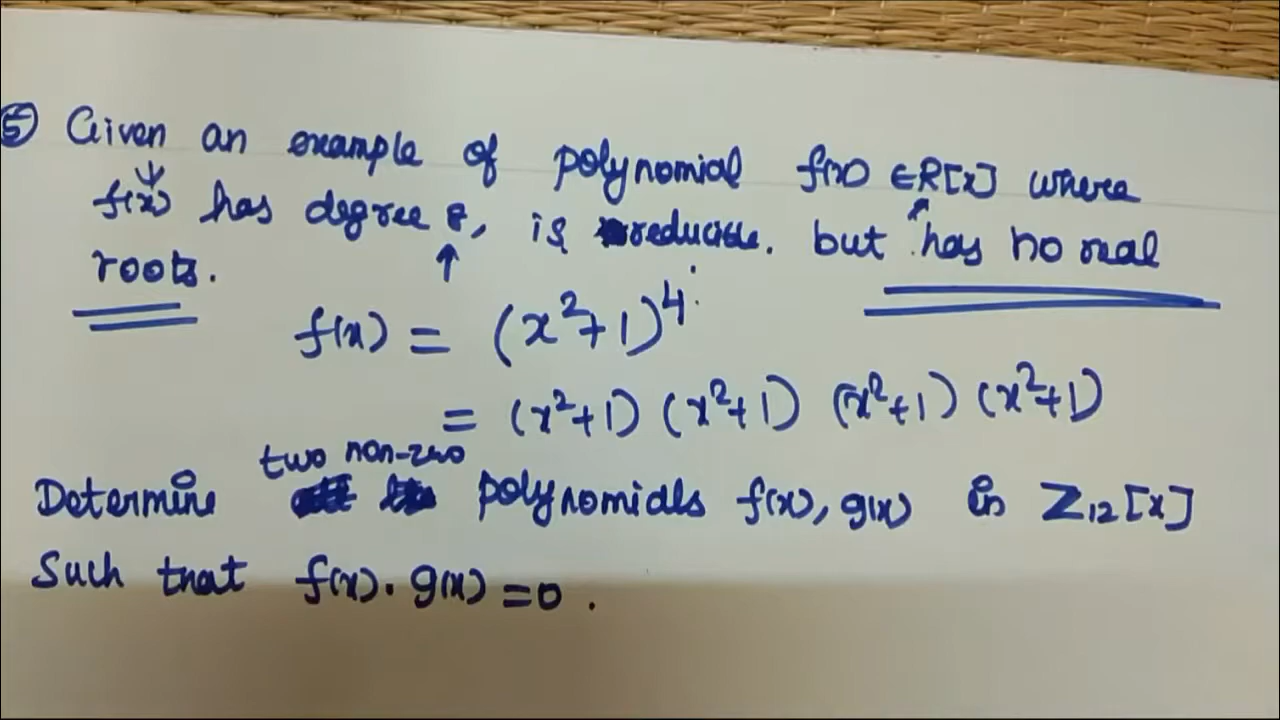 ⑤ Given an example of polynomial f(x) ∈ R[x] where
f(x) has degree 8, is reducible. but has no real
roots.
f(x) = (x²+1)⁴
= (x²+1) (x²+1) (x²+1) (x²+1)
two non-zero
Determine polynomials f(x), g(x) in Z₁₂[x]
Such that f(x). g(x) = 0 .